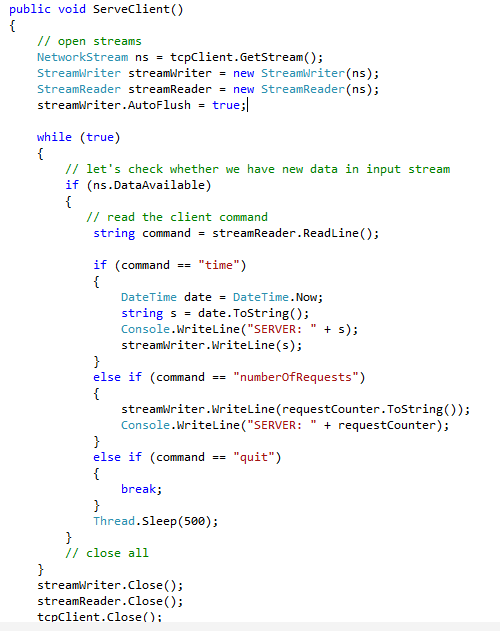 public void ServeClient()
{
    // open streams
    NetworkStream ns = tcpClient.GetStream();
    StreamWriter streamWriter = new StreamWriter(ns);
    StreamReader streamReader = new StreamReader(ns);
    streamWriter.AutoFlush = true;

    while (true)
    {
        // let's check whether we have new data in input stream
        if (ns.DataAvailable)
        {
           // read the client command
            string command = streamReader.ReadLine();

            if (command == "time")
            {
                DateTime date = DateTime.Now;
                string s = date.ToString();
                Console.WriteLine("SERVER: " + s);
                streamWriter.WriteLine(s);
            }
            else if (command == "numberOfRequests")
            {
                streamWriter.WriteLine(requestCounter.ToString());
                Console.WriteLine("SERVER: " + requestCounter);
            }
            else if (command == "quit")
            {
                break;
            }
            Thread.Sleep(500);
        }
        // close all
    }
    streamWriter.Close();
    streamReader.Close();
    tcpClient.Close();